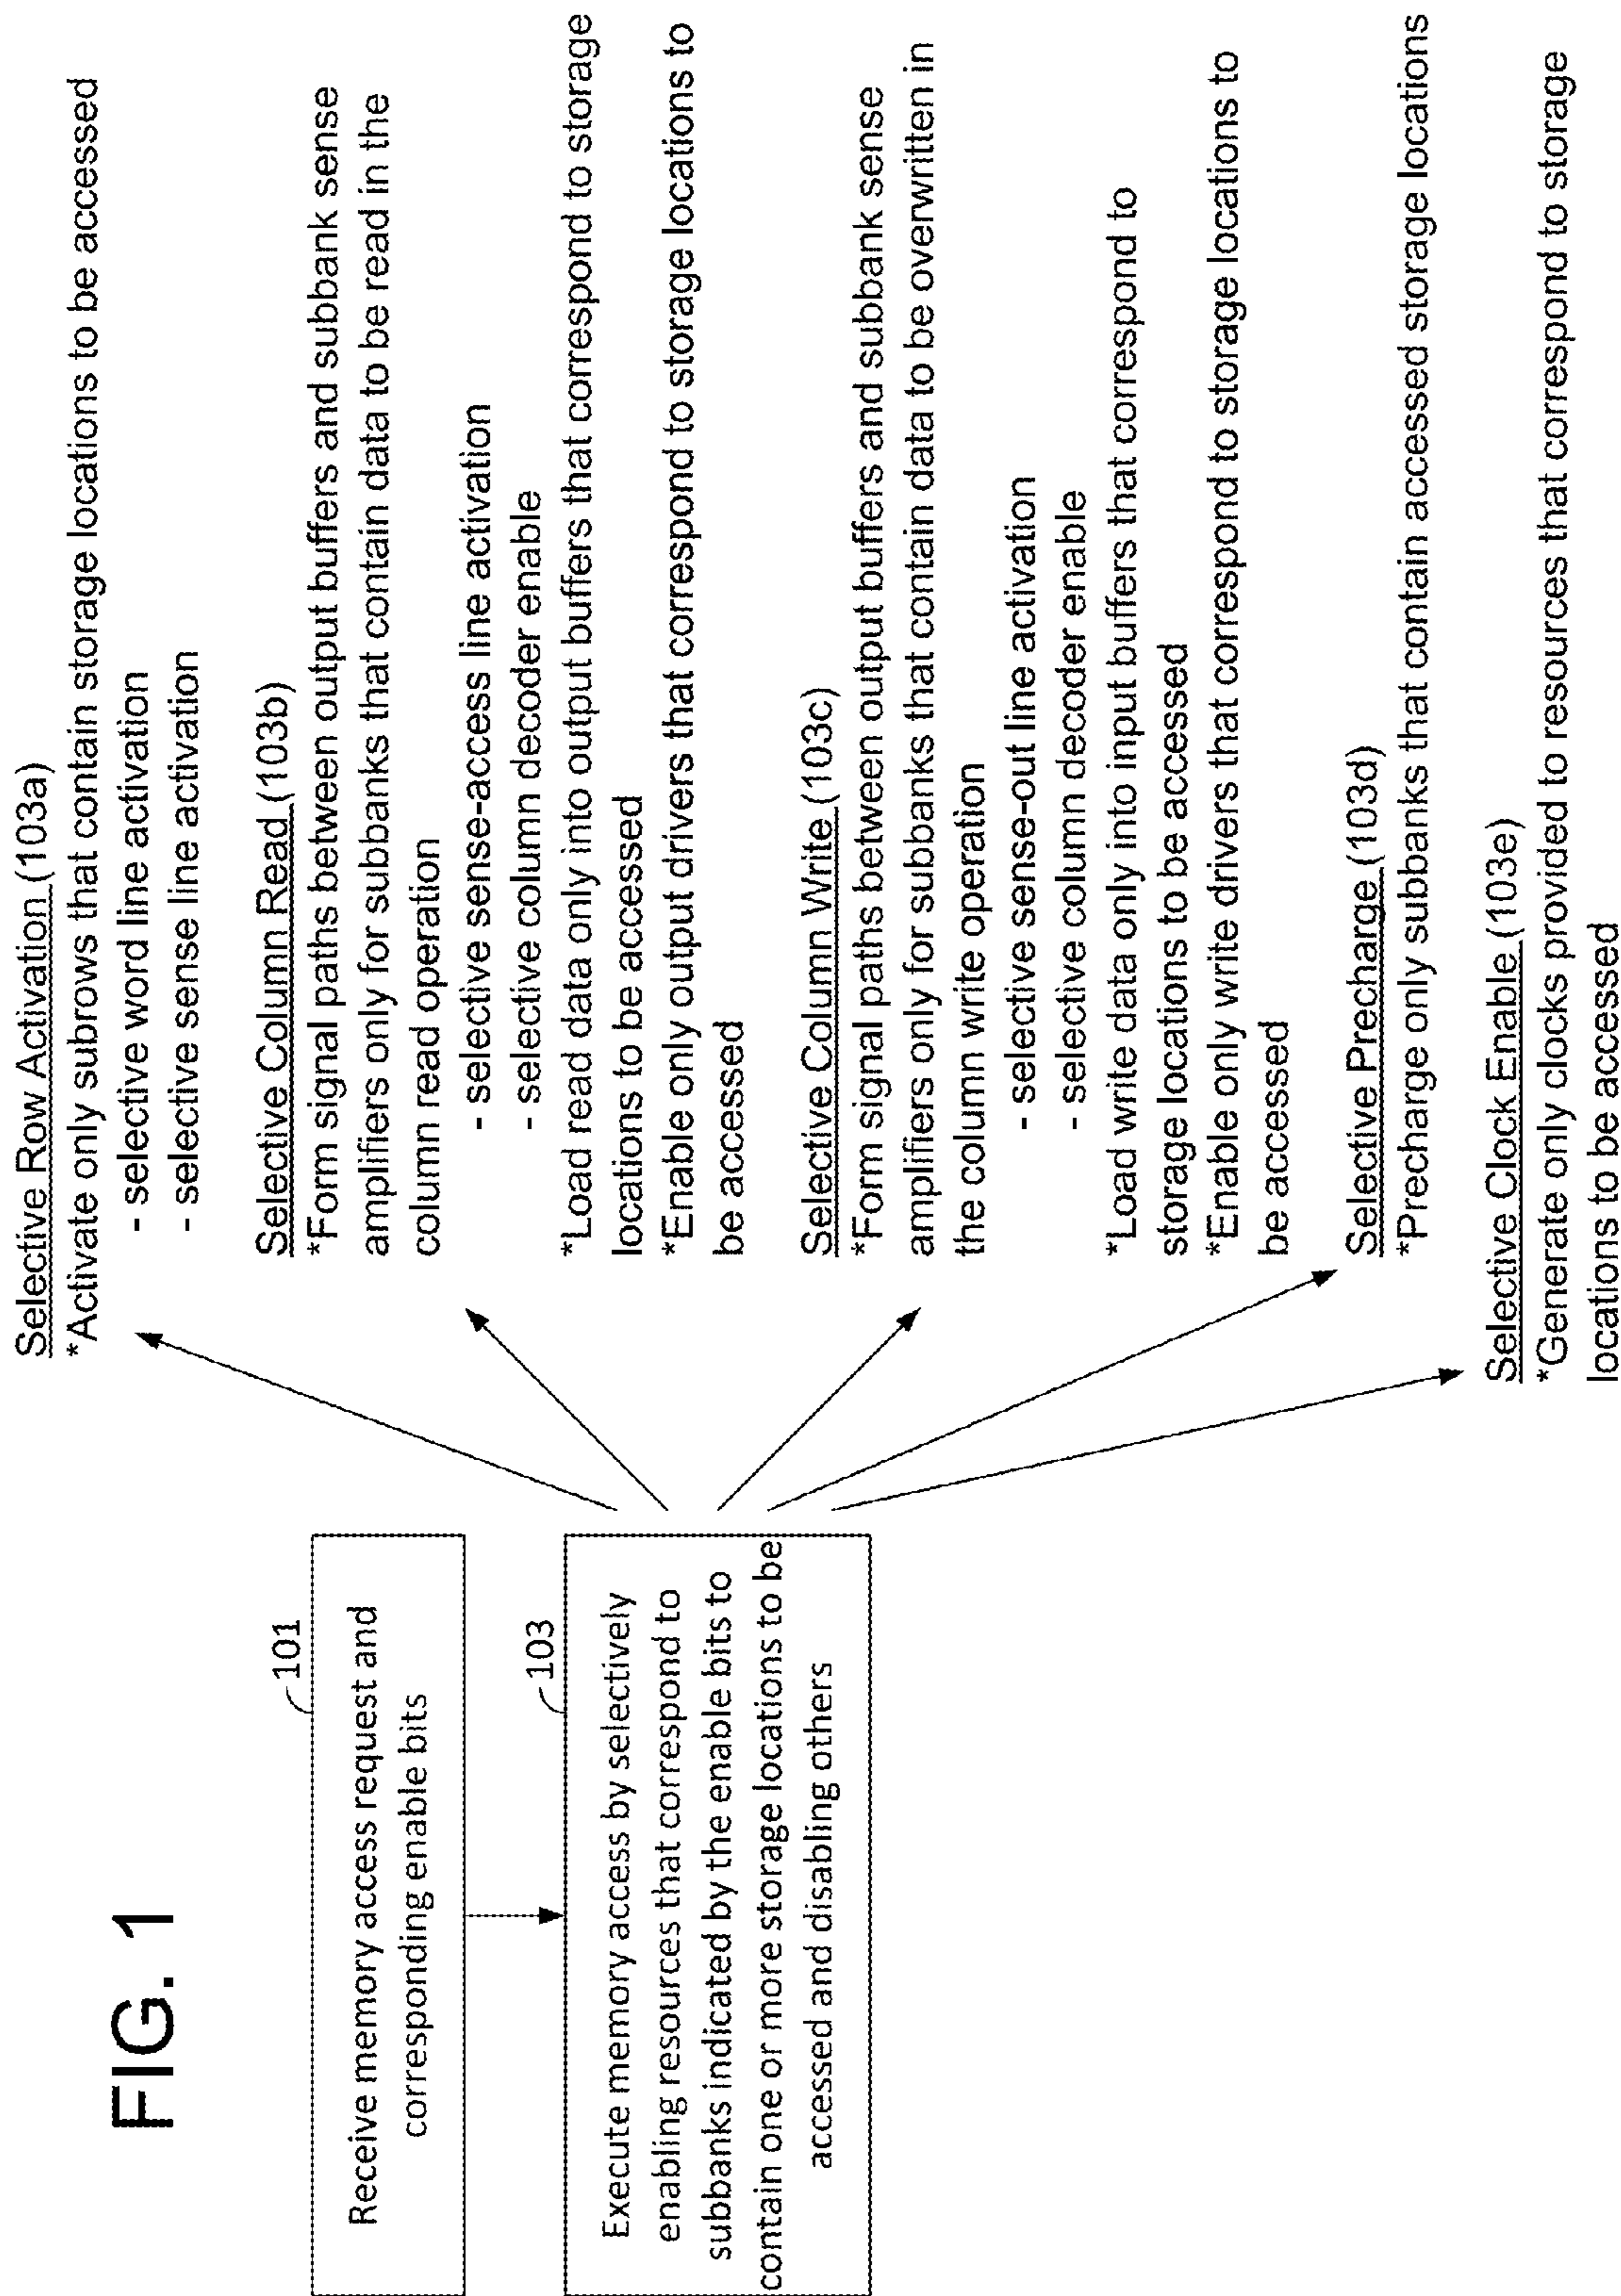 FIG. 1
101
Receive memory access request and
corresponding enable bits
103
Execute memory access by selectively
enabling resources that correspond to
subbanks indicated by the enable bits to
contain one or more storage locations to be
accessed and disabling others
Selective Row Activation (103a)
*Activate only subrows that contain storage locations to be accessed
- selective word line activation
- selective sense line activation
Selective Column Read (103b)
*Form signal paths between output buffers and subbank sense
amplifiers only for subbanks that contain data to be read in the
column read operation
- selective sense-access line activation
- selective column decoder enable
*Load read data only into output buffers that correspond to storage
locations to be accessed
*Enable only output drivers that correspond to storage locations to
be accessed
Selective Column Write (103c)
*Form signal paths between output buffers and subbank sense
amplifiers only for subbanks that contain data to be overwritten in
the column write operation
- selective sense-out line activation
- selective column decoder enable
*Load write data only into input buffers that correspond to
storage locations to be accessed
*Enable only write drivers that correspond to storage locations to
be accessed
Selective Precharge (103d)
*Precharge only subbanks that contain accessed storage locations
Selective Clock Enable (103e)
*Generate only clocks provided to resources that correspond to storage
locations to be accessed